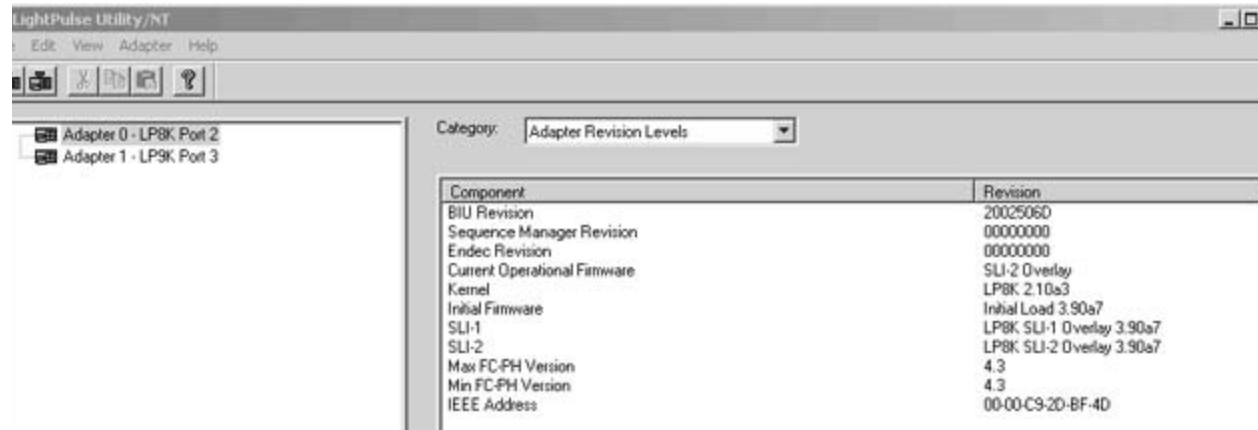 LightPulse Utility/NT
Edit View Adapter Help
Adapter 0 - LP8K Port 2
Adapter 1 - LP9K Port 3
Category: Adapter Revision Levels
Component Revision
BIU Revision 2002506D
Sequence Manager Revision 00000000
Endec Revision 00000000
Current Operational Firmware SLI-2 Overlay
Kernel LP8K 2.10a3
Initial Firmware Initial Load 3.90a7
SLI-1 LP8K SLI-1 Overlay 3.90a7
SLI-2 LP8K SLI-2 Overlay 3.90a7
Max FC-PH Version 4.3
Min FC-PH Version 4.3
IEEE Address 00-00-C9-2D-BF-4D